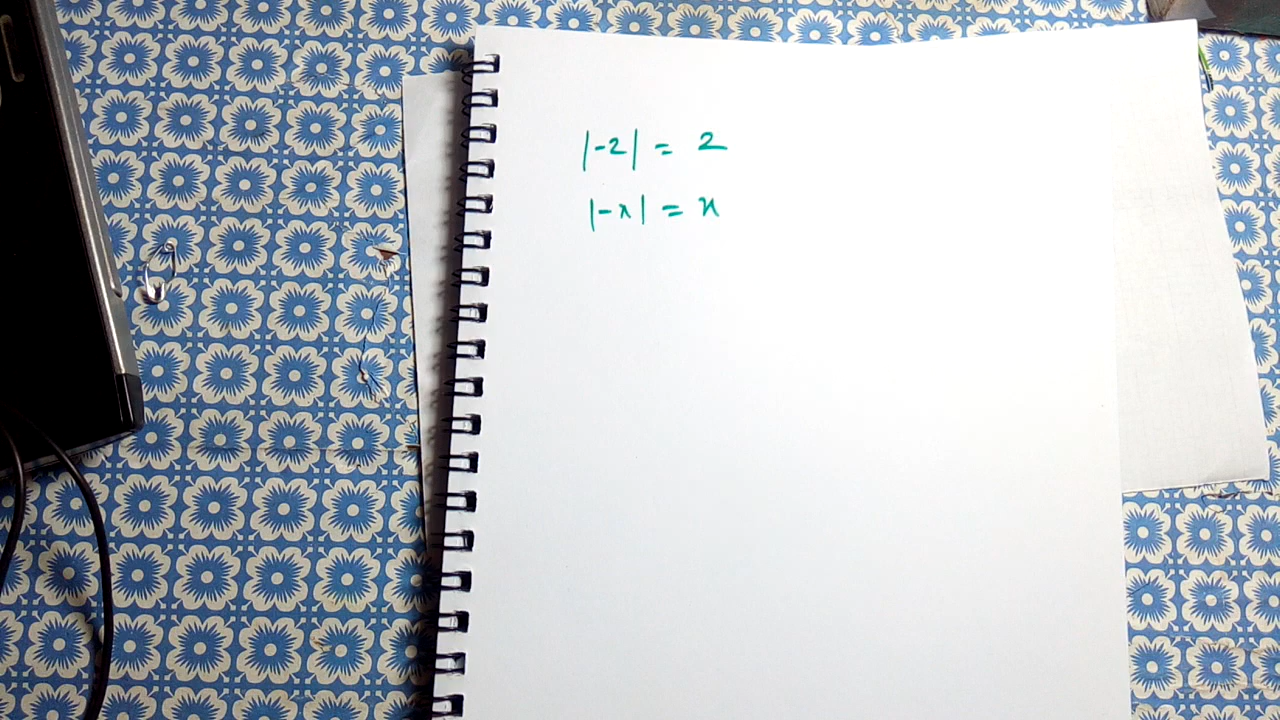 |-2| = 2
|-x| = x